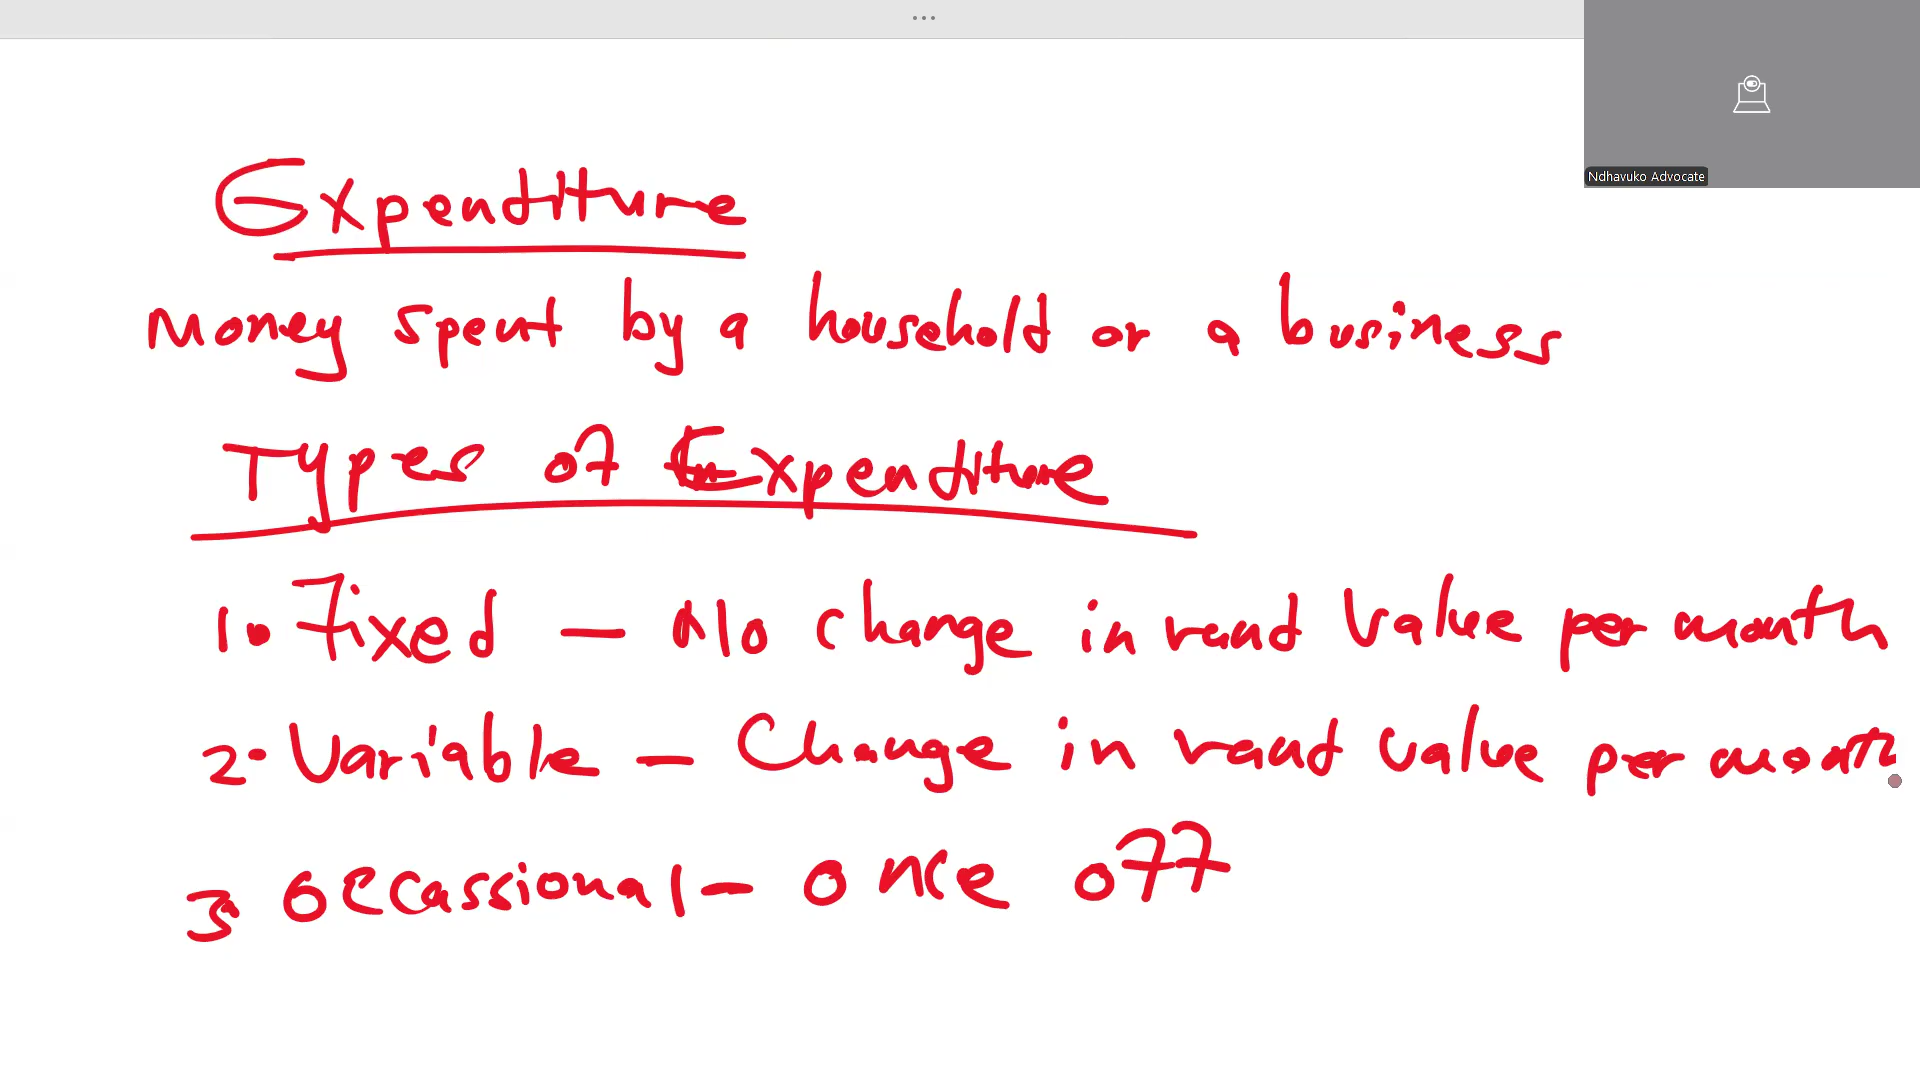 ...
Ndhavuko Advocate
Expenditure
Money spent by a household or a business
Types of Expenditure
1. Fixed — No change in rand value per month
2. Variable — Change in rand value per month
3 Occassional — once off